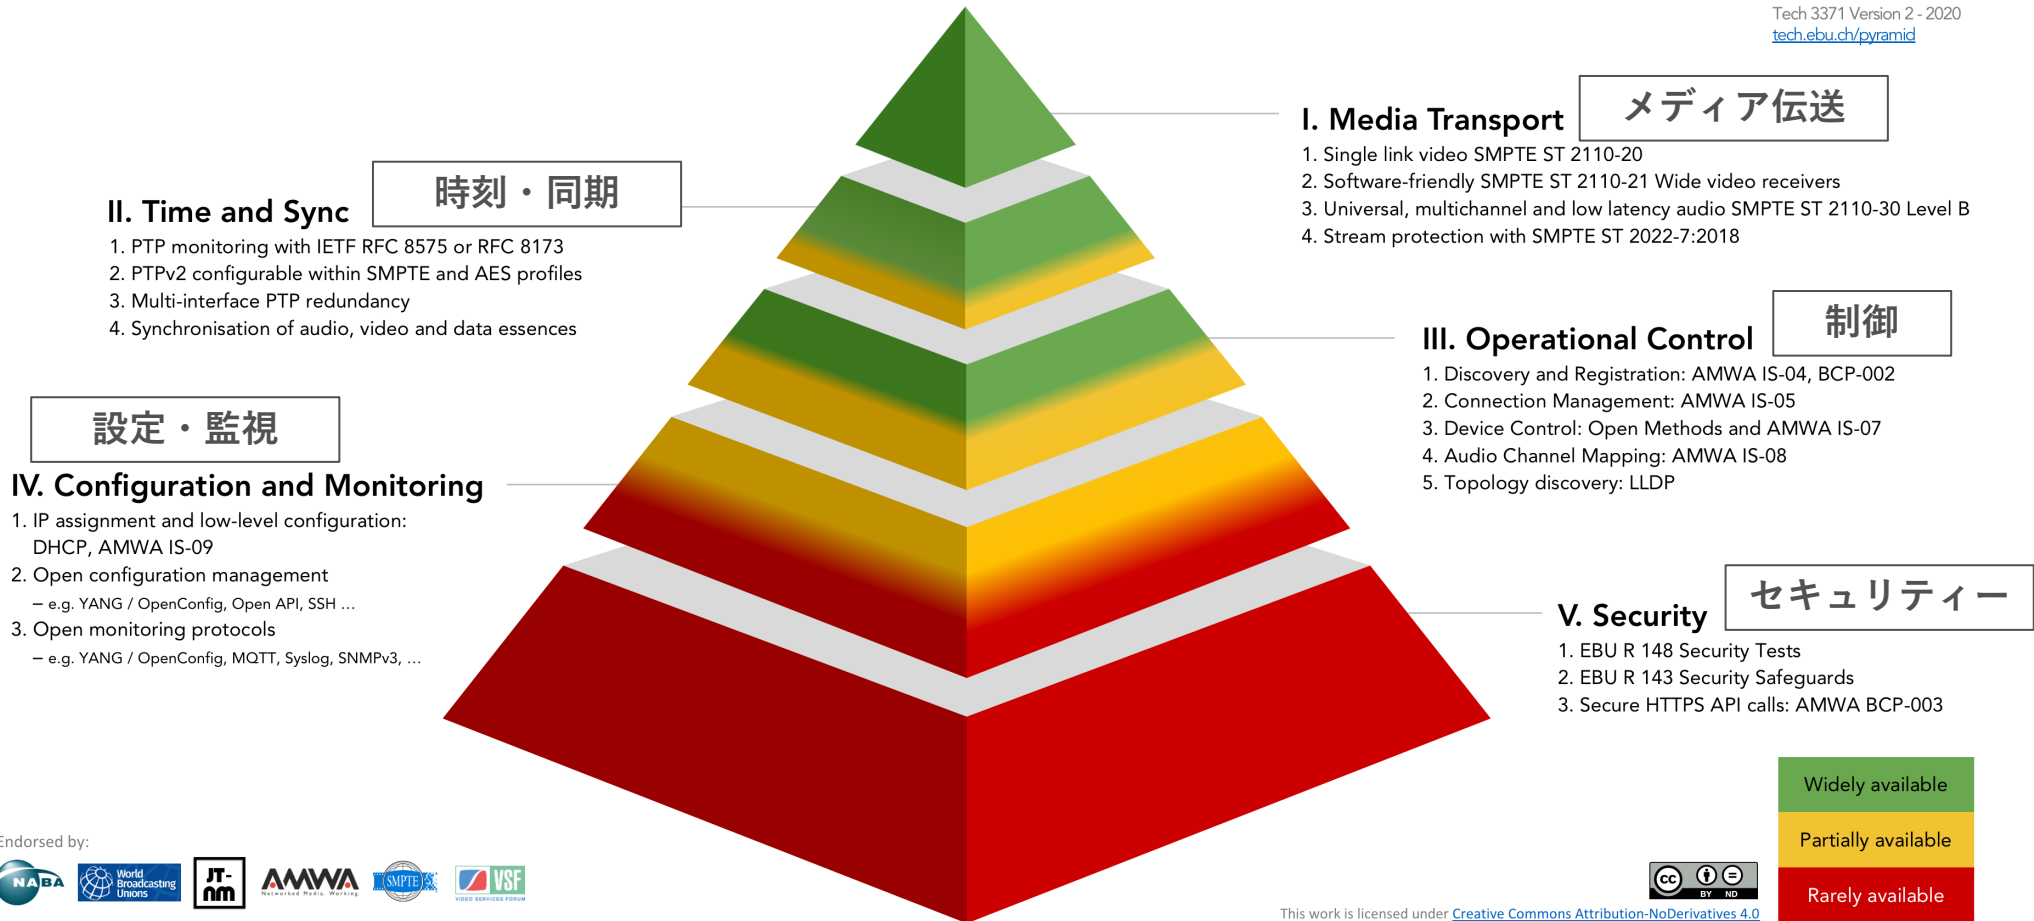 Tech 3371 Version 2 - 2020
tech.ebu.ch/pyramid
I. Media Transport
メディア伝送
1. Single link video SMPTE ST 2110-20
2. Software-friendly SMPTE ST 2110-21 Wide video receivers
3. Universal, multichannel and low latency audio SMPTE ST 2110-30 Level B
4. Stream protection with SMPTE ST 2022-7:2018
II. Time and Sync
時刻・同期
1. PTP monitoring with IETF RFC 8575 or RFC 8173
2. PTPv2 configurable within SMPTE and AES profiles
3. Multi-interface PTP redundancy
4. Synchronisation of audio, video and data essences
III. Operational Control
制御
1. Discovery and Registration: AMWA IS-04, BCP-002
2. Connection Management: AMWA IS-05
3. Device Control: Open Methods and AMWA IS-07
4. Audio Channel Mapping: AMWA IS-08
5. Topology discovery: LLDP
設定・監視
IV. Configuration and Monitoring
1. IP assignment and low-level configuration:
DHCP, AMWA IS-09
2. Open configuration management
– e.g. YANG / OpenConfig, Open API, SSH …
3. Open monitoring protocols
– e.g. YANG / OpenConfig, MQTT, Syslog, SNMPv3, …
V. Security
セキュリティー
1. EBU R 148 Security Tests
2. EBU R 143 Security Safeguards
3. Secure HTTPS API calls: AMWA BCP-003
Widely available
Partially available
Rarely available
Endorsed by:
NABA
World
Broadcasting
Unions
JT-
nm
AMWA
Networked Media Working
SMPTE
VSF
VIDEO SERVICES FORUM
cc
BY ND
This work is licensed under Creative Commons Attribution-NoDerivatives 4.0